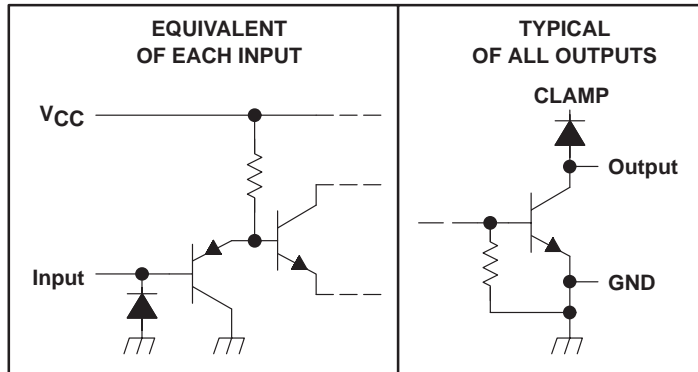 EQUIVALENT
OF EACH INPUT
VCC
Input
TYPICAL
OF ALL OUTPUTS
CLAMP
Output
GND